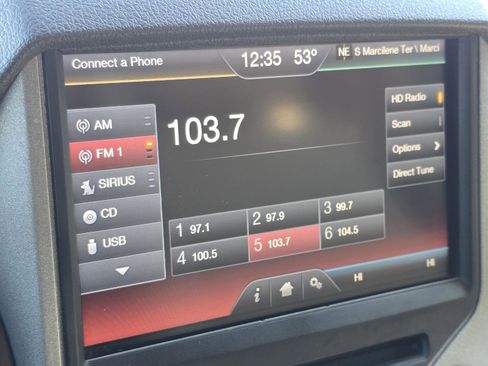 Connect a Phone
12:35 53°
NE S Marcilene Ter \ Marci
AM
FM 1
SIRIUS
CD
USB
103.7
HD Radio
Scan
Options
Direct Tune
1 97.1
2 97.9
3 99.7
4 100.5
5 103.7
6 104.5
i
HI
HI